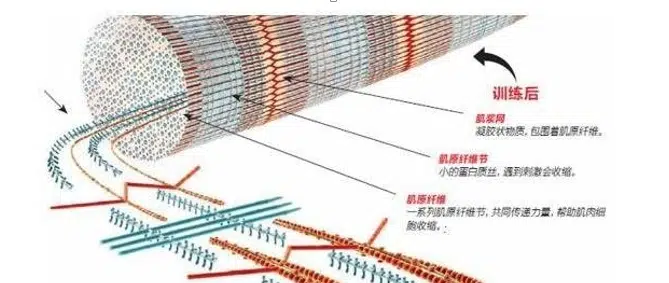 训练后
肌浆网
凝胶状物质，包围着肌原纤维。
肌原纤维节
小的蛋白质丝，遇到刺激会收缩。
肌原纤维
一系列肌原纤维节，共同传递力量，帮助肌肉细
胞收缩。